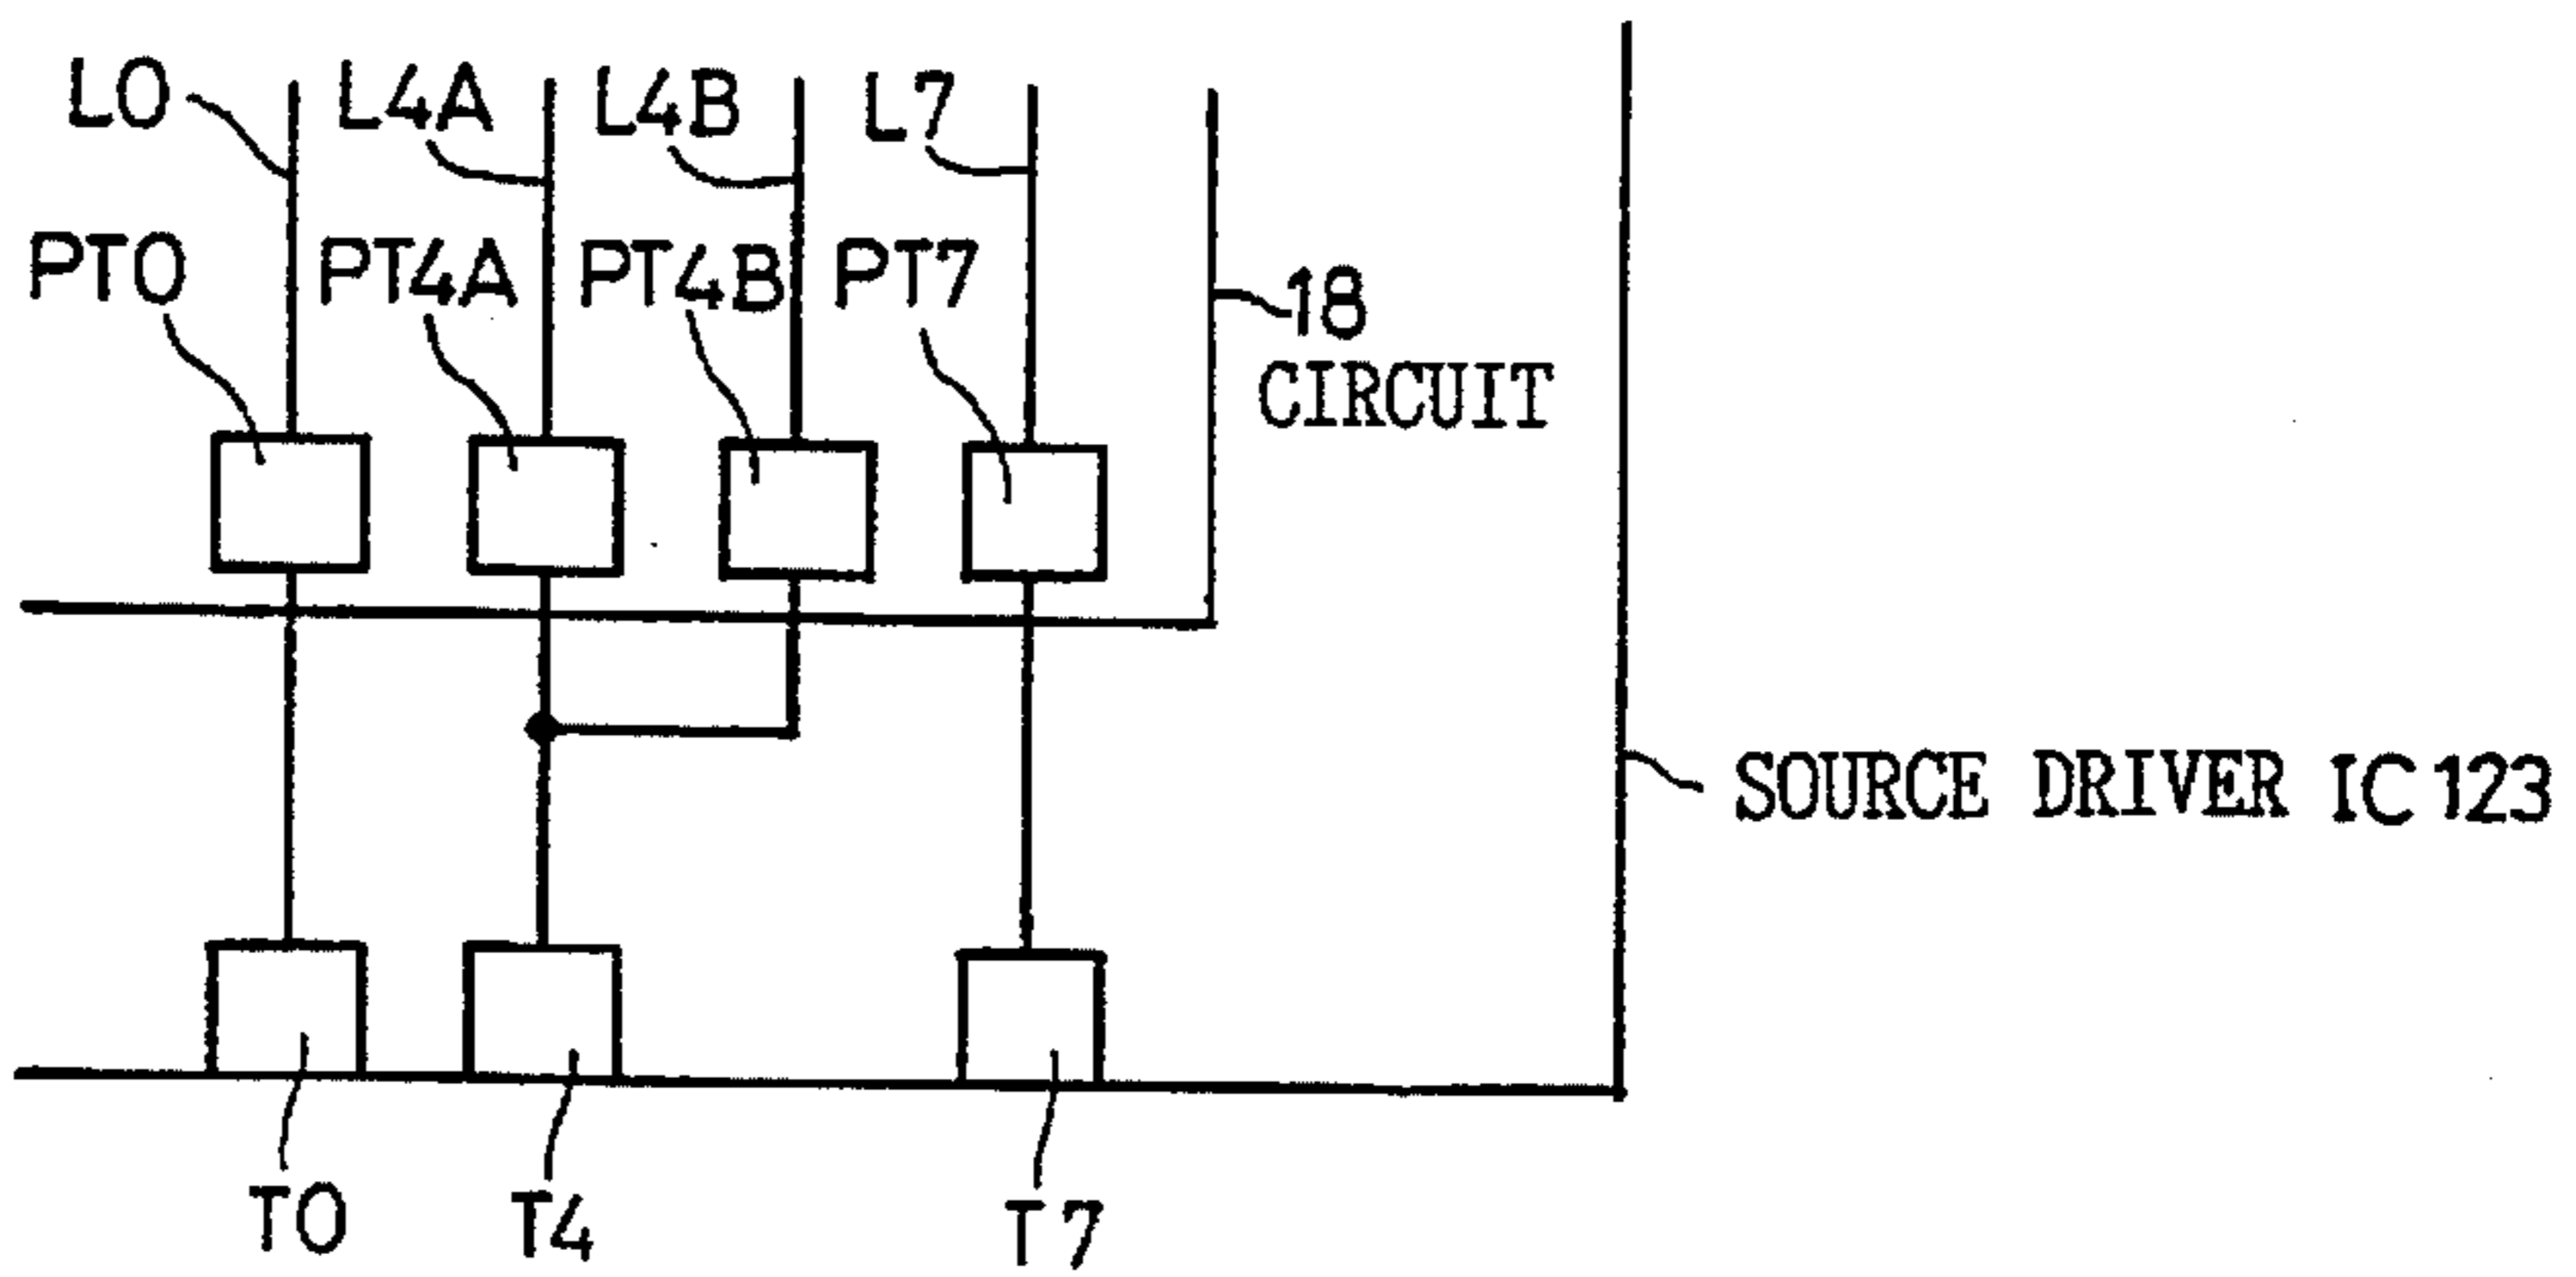 L0 L4A L4B L7
PT0 PT4A PT4B PT7
18
CIRCUIT
SOURCE DRIVER IC 123
T0 T4 T7